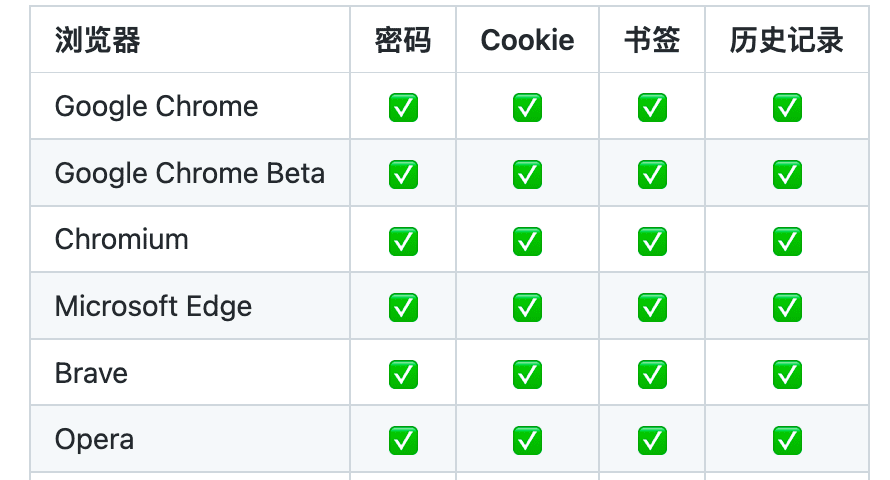 浏览器 密码 Cookie 书签 历史记录
Google Chrome ✅ ✅ ✅ ✅
Google Chrome Beta ✅ ✅ ✅ ✅
Chromium ✅ ✅ ✅ ✅
Microsoft Edge ✅ ✅ ✅ ✅
Brave ✅ ✅ ✅ ✅
Opera ✅ ✅ ✅ ✅